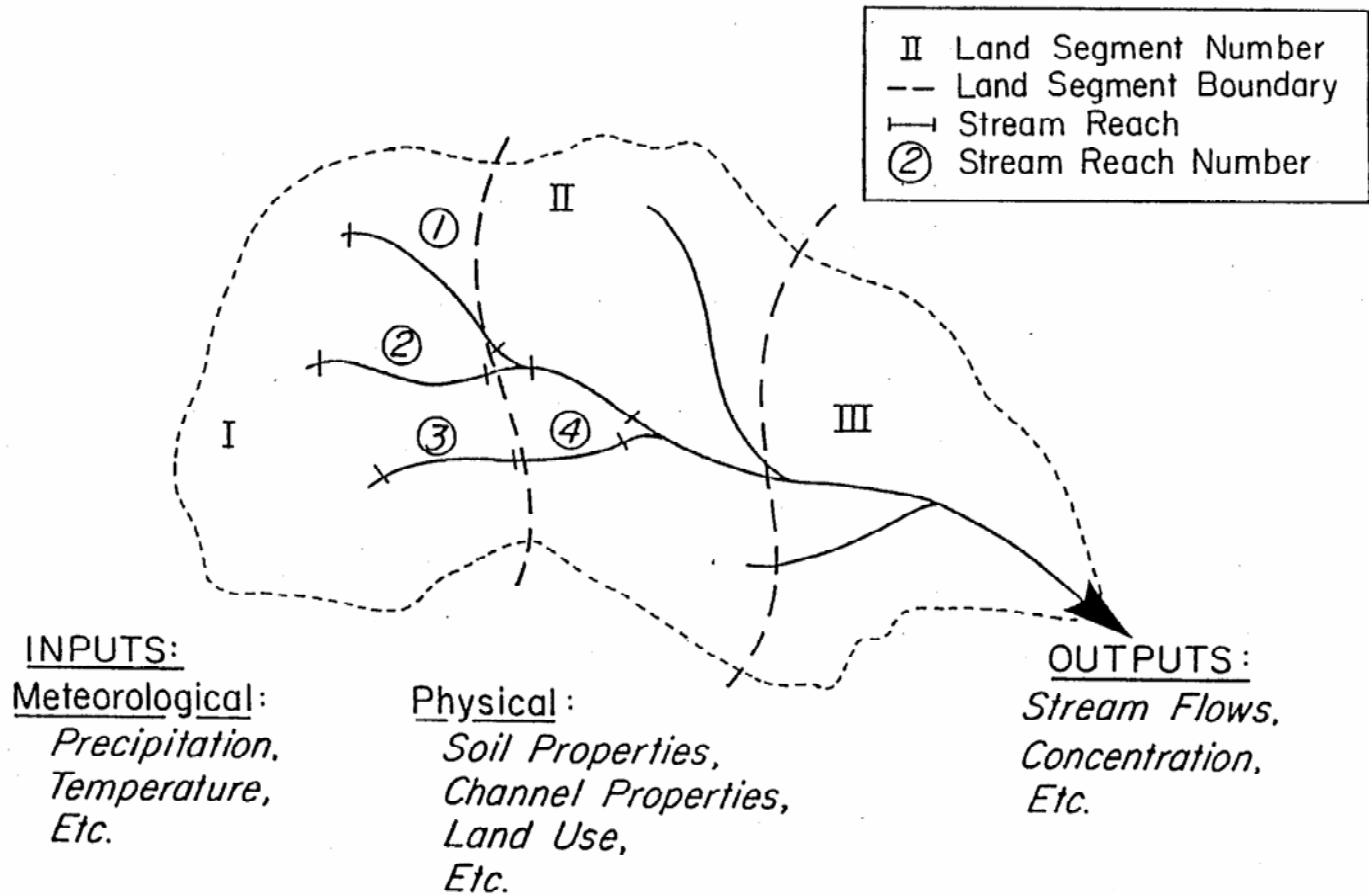 II Land Segment Number
Land Segment Boundary
Stream Reach
② Stream Reach Number
II
①
②
III
I
③
④
INPUTS:
Meteorological:
Precipitation,
Temperature,
Etc.
Physical:
Soil Properties,
Channel Properties,
Land Use,
Etc.
OUTPUTS:
Stream Flows,
Concentration,
Etc.